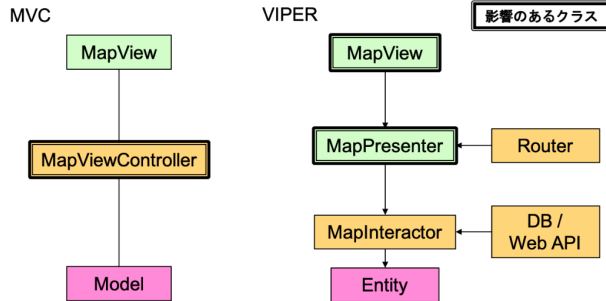 MVC
VIPER
影響のあるクラス
MapView
MapView
MapViewController
MapPresenter
Router
MapInteractor
DB /
Web API
Model
Entity